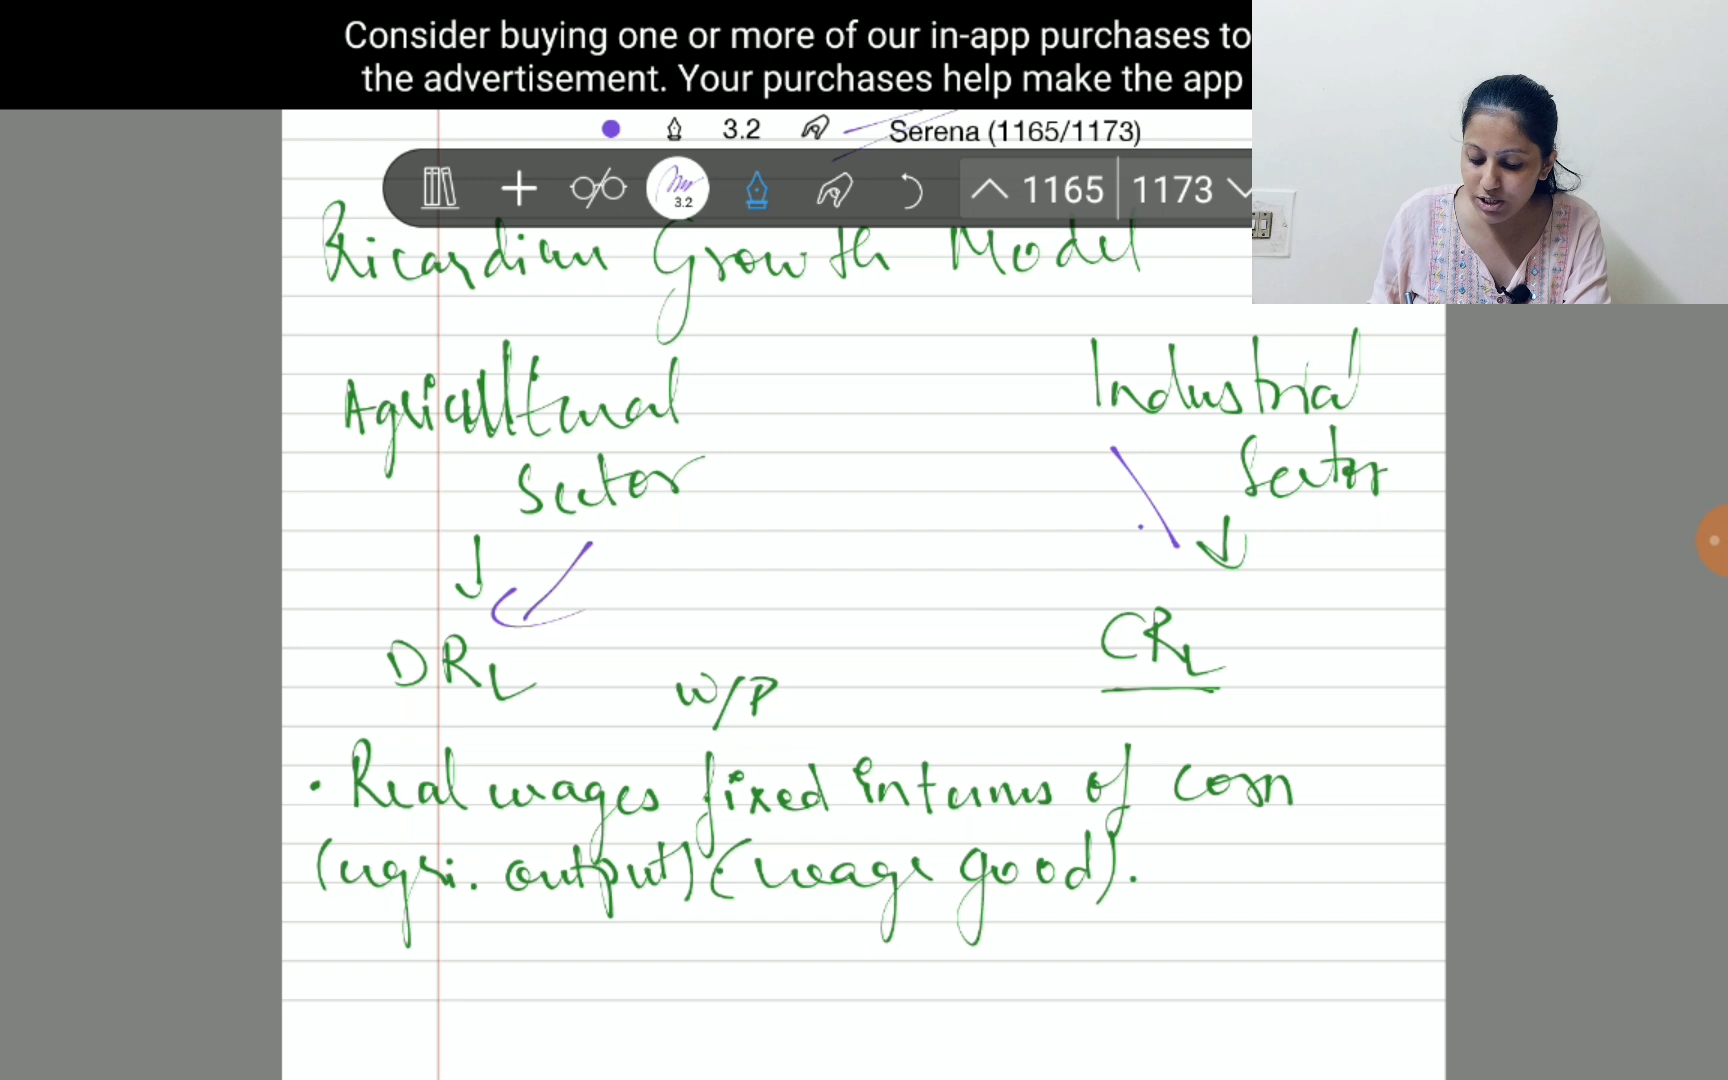 Consider buying one or more of our in-app purchases to
the advertisement. Your purchases help make the app
3.2 Serena (1165/1173)
3.2 1165 1173
Ricardian Growth Model
Agricultural Industrial
Sector Sector
DRL CRL
W/P
• Real wages fixed in terms of corn
(agri. output) (wage good).